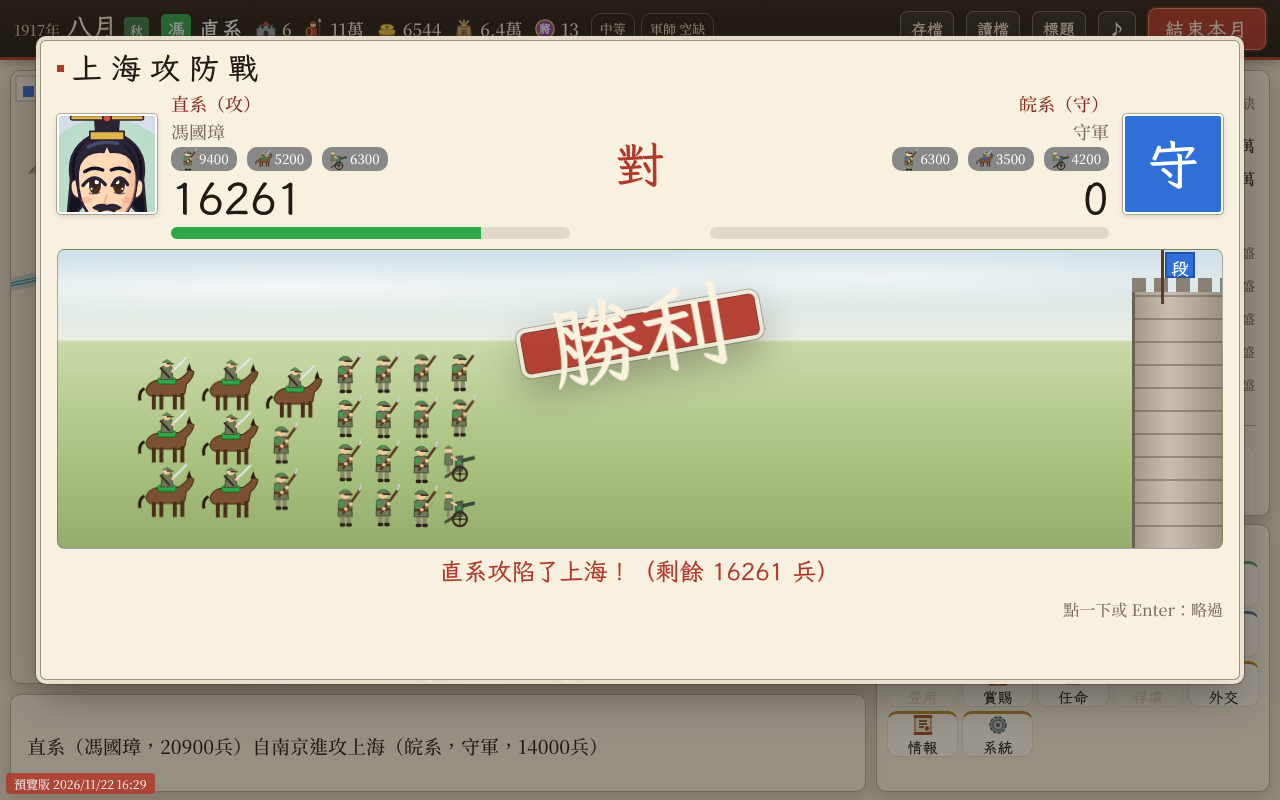 1917年 八月 秋 馮 直系 6 11萬 6544 6.4萬 將 13 中等 軍師 空缺 存檔 讀檔 標題 ♪ 結束本月
上海攻防戰
直系（攻）
馮國璋
9400 5200 6300
16261
對
皖系（守）
守軍
6300 3500 4200
0
守
段
勝利
直系攻陷了上海！（剩餘 16261 兵）
點一下或 Enter：略過
登用 賞賜 任命 俘虜 外交
情報 系統
直系（馮國璋，20900兵）自南京進攻上海（皖系，守軍，14000兵）
預覽版 2026/11/22 16:29